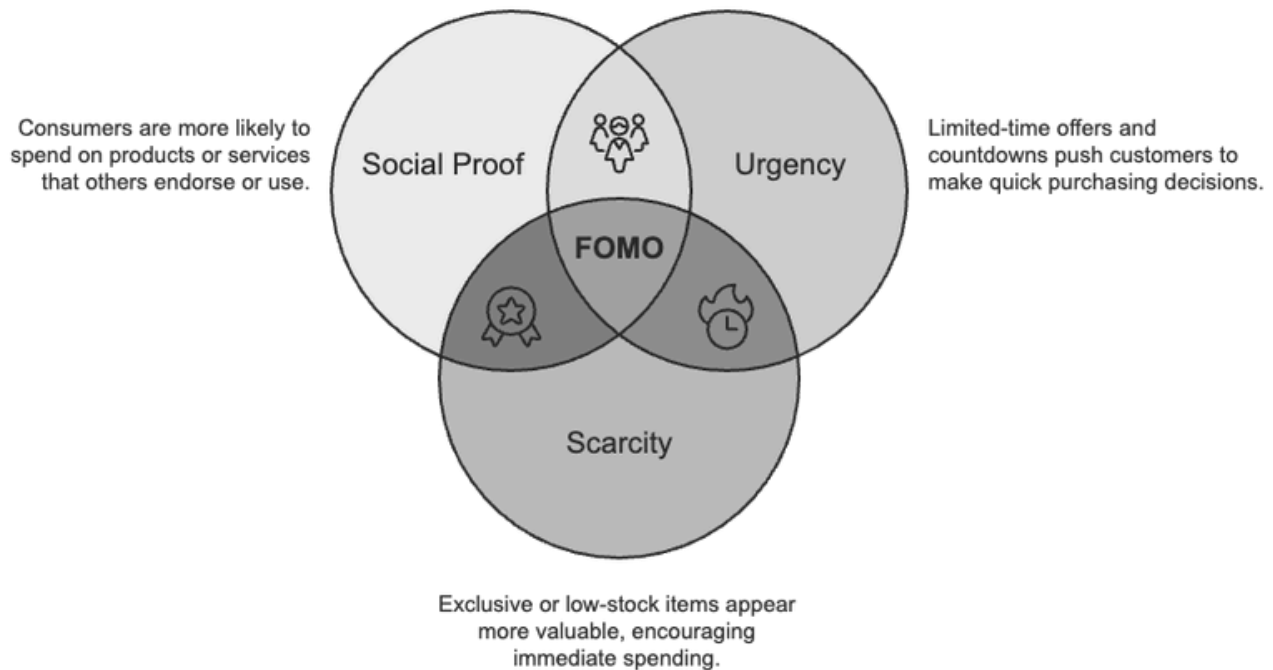 Consumers are more likely to
spend on products or services
that others endorse or use.
Social Proof
Urgency
Limited-time offers and
countdowns push customers to
make quick purchasing decisions.
FOMO
Scarcity
Exclusive or low-stock items appear
more valuable, encouraging
immediate spending.